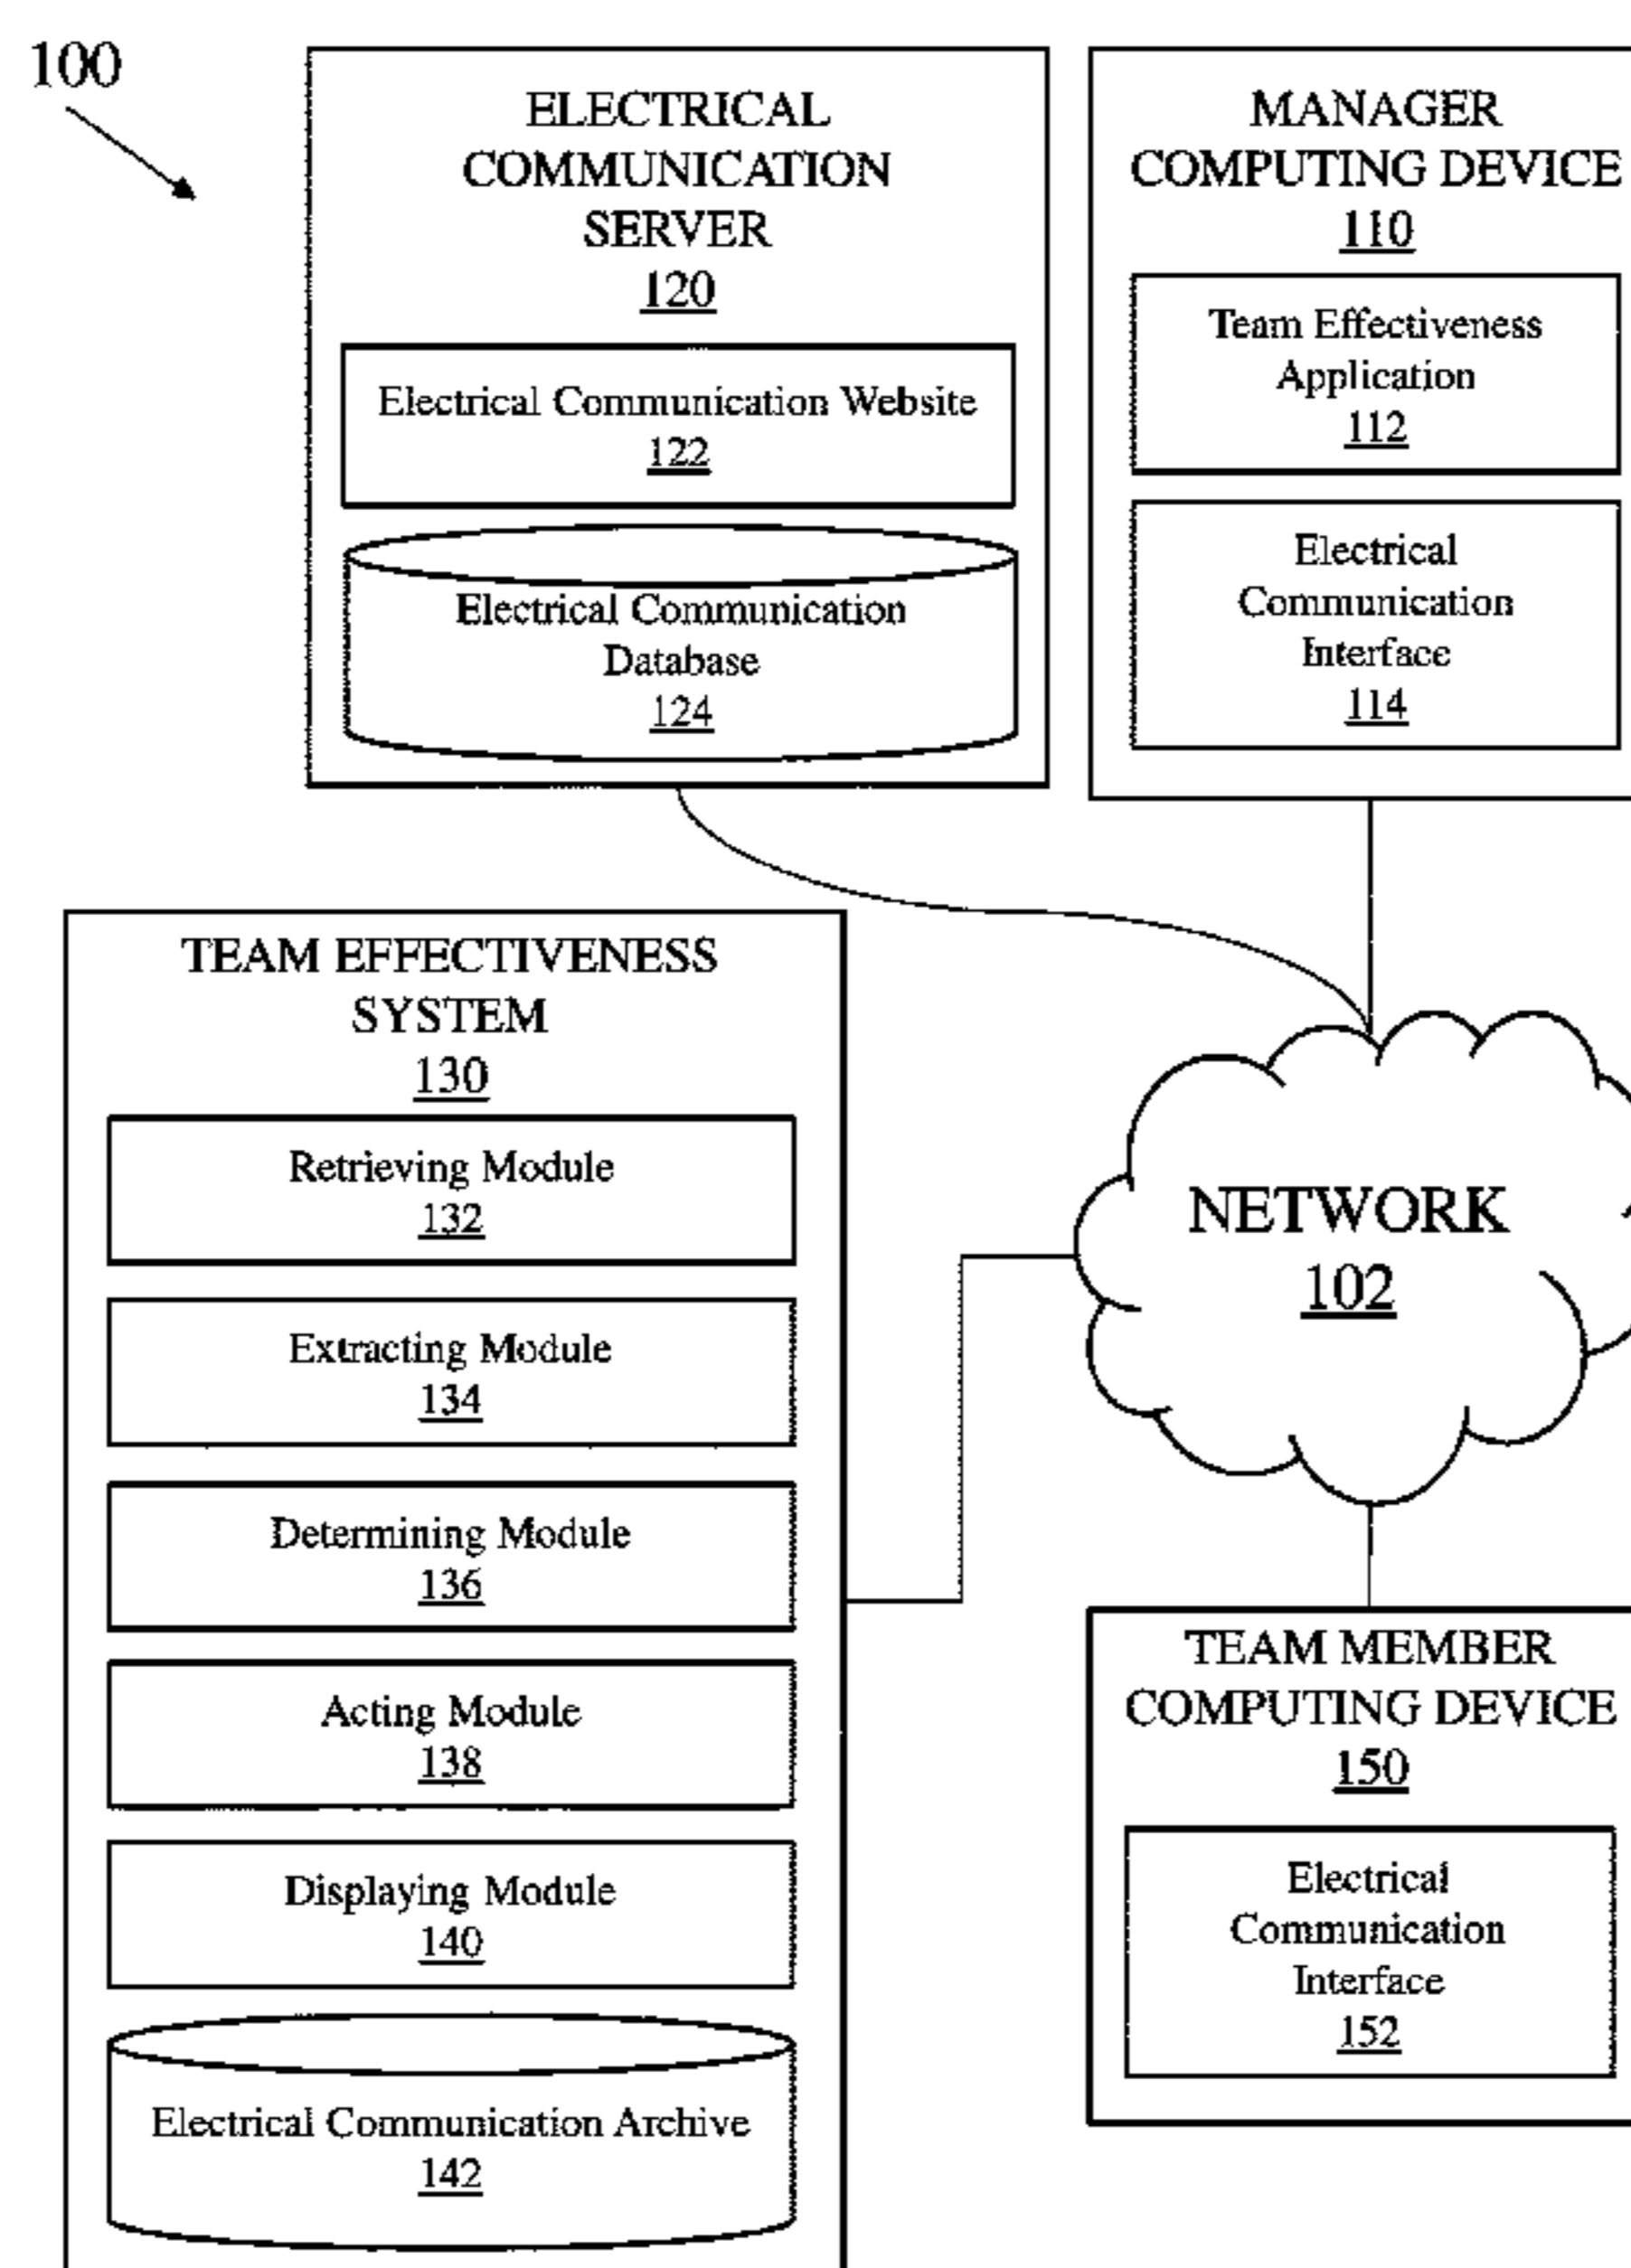 100
ELECTRICAL
COMMUNICATION
SERVER
120
Electrical Communication Website
122
Electrical Communication
Database
124
MANAGER
COMPUTING DEVICE
110
Team Effectiveness
Application
112
Electrical
Communication
Interface
114
TEAM EFFECTIVENESS
SYSTEM
130
Retrieving Module
132
Extracting Module
134
Determining Module
136
Acting Module
138
Displaying Module
140
Electrical Communication Archive
142
NETWORK
102
TEAM MEMBER
COMPUTING DEVICE
150
Electrical
Communication
Interface
152